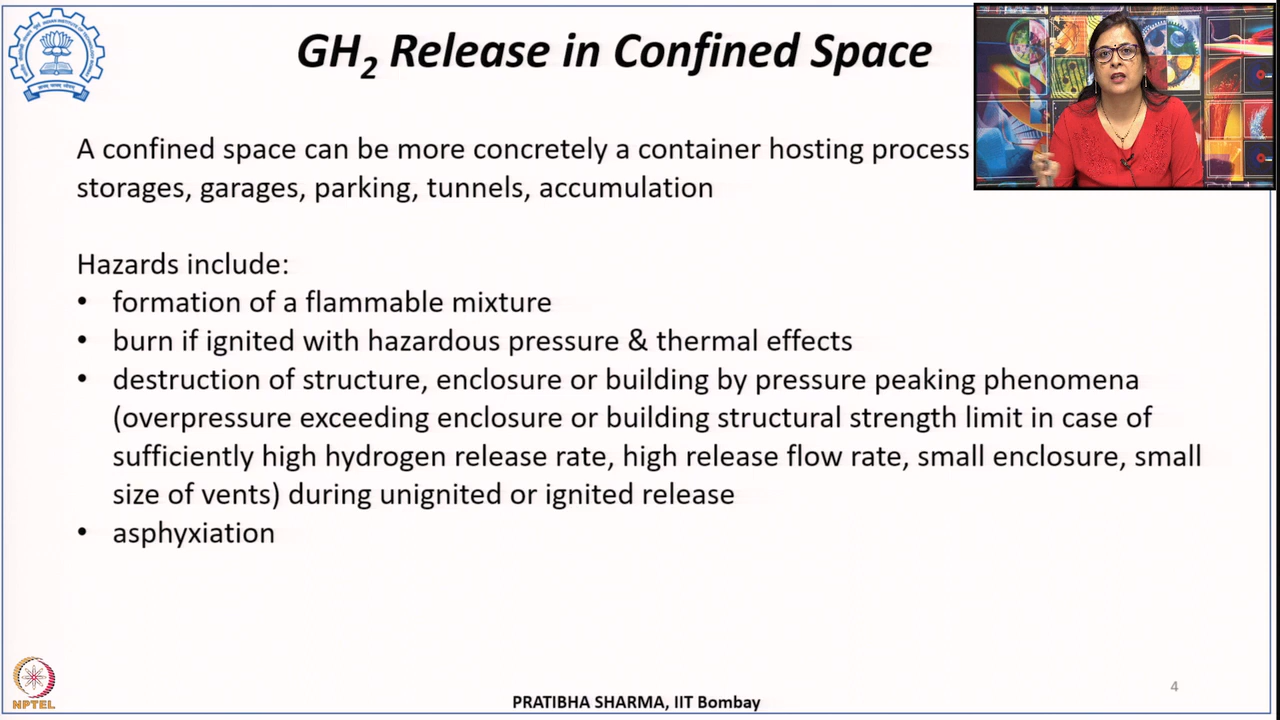 GH2 Release in Confined Space
A confined space can be more concretely a container hosting process
storages, garages, parking, tunnels, accumulation
Hazards include:
• formation of a flammable mixture
• burn if ignited with hazardous pressure & thermal effects
• destruction of structure, enclosure or building by pressure peaking phenomena
(overpressure exceeding enclosure or building structural strength limit in case of
sufficiently high hydrogen release rate, high release flow rate, small enclosure, small
size of vents) during unignited or ignited release
• asphyxiation
NPTEL
PRATIBHA SHARMA, IIT Bombay
4